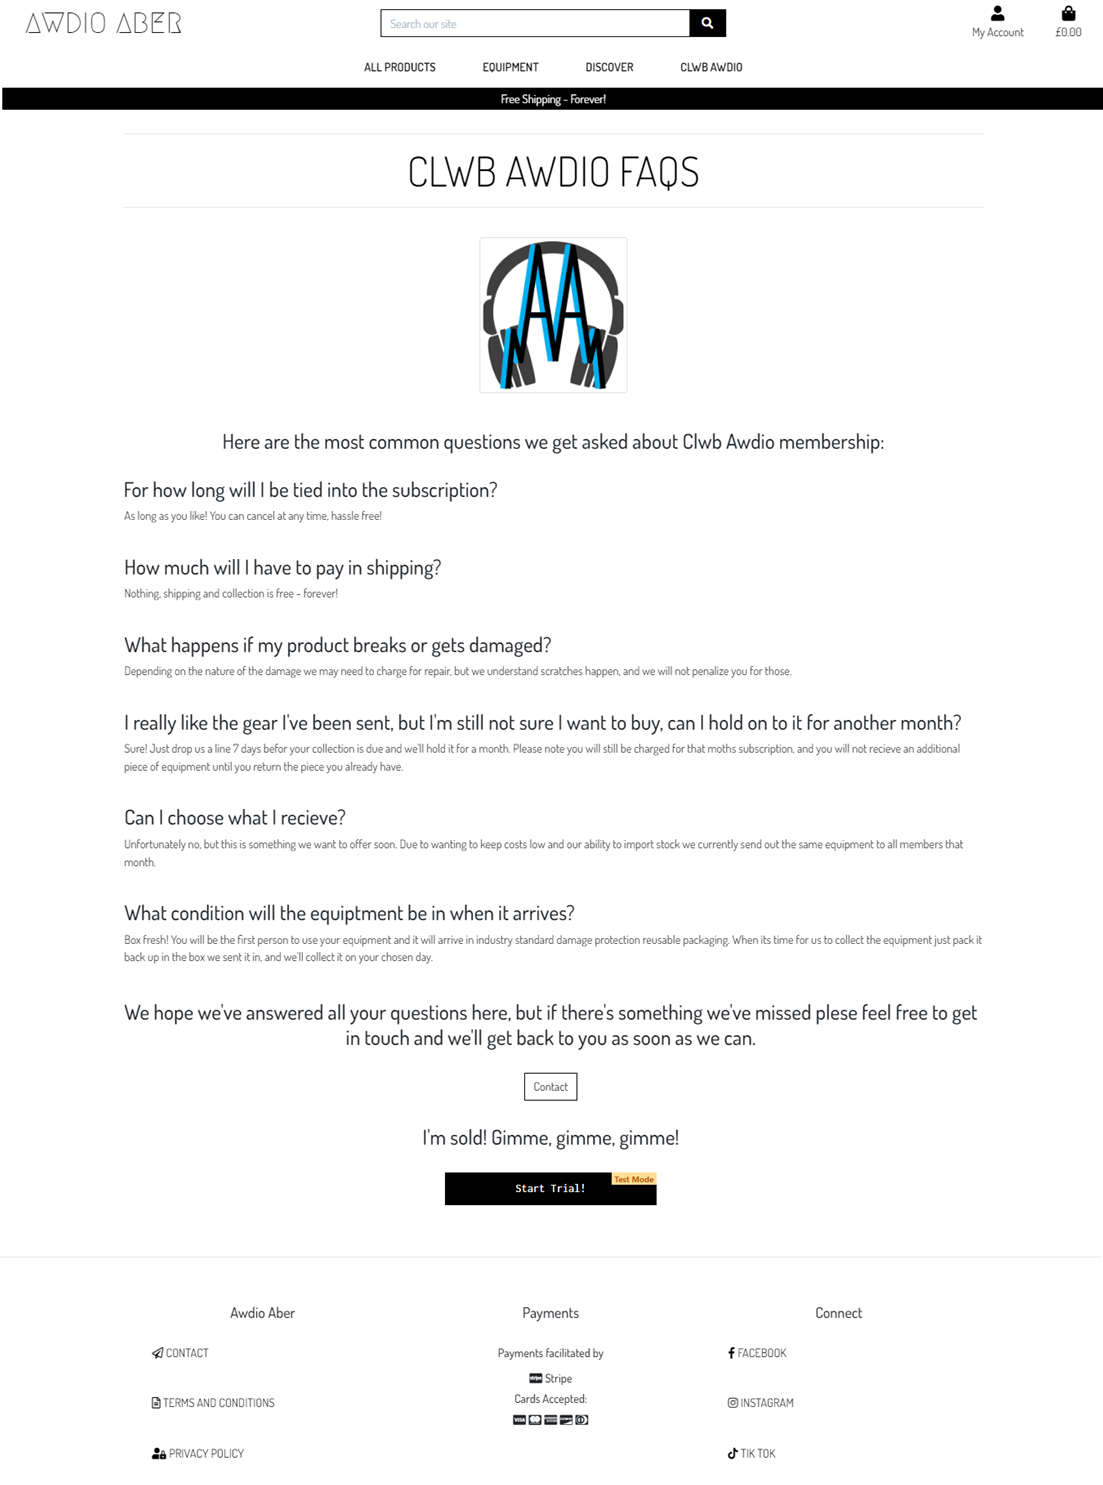 AWDIO ABER
Search our site
My Account
£0.00
ALL PRODUCTS
EQUIPMENT
DISCOVER
CLWB AWDIO
Free Shipping - Forever!
CLWB AWDIO FAQS
Here are the most common questions we get asked about Clwb Awdio membership:
For how long will I be tied into the subscription?
As long as you like! You can cancel at any time, hassle free!
How much will I have to pay in shipping?
Nothing, shipping and collection is free - forever!
What happens if my product breaks or gets damaged?
Depending on the nature of the damage we may need to charge for repair, but we understand scratches happen, and we will not penalize you for those.
I really like the gear I've been sent, but I'm still not sure I want to buy, can I hold on to it for another month?
Sure! Just drop us a line 7 days befor your collection is due and we'll hold it for a month. Please note you will still be charged for that moths subscription, and you will not recieve an additional
piece of equipment until you return the piece you already have.
Can I choose what I recieve?
Unfortunately no, but this is something we want to offer soon. Due to wanting to keep costs low and our ability to import stock we currently send out the same equipment to all members that
month.
What condition will the equiptment be in when it arrives?
Box fresh! You will be the first person to use your equipment and it will arrive in industry standard damage protection reusable packaging. When its time for us to collect the equipment just pack it
back up in the box we sent it in, and we'll collect it on your chosen day.
We hope we've answered all your questions here, but if there's something we've missed plese feel free to get
in touch and we'll get back to you as soon as we can.
Contact
I'm sold! Gimme, gimme, gimme!
Test Mode
Start Trial!
Awdio Aber
CONTACT
TERMS AND CONDITIONS
PRIVACY POLICY
Payments
Payments facilitated by
stripe Stripe
Cards Accepted:
VISA
Connect
FACEBOOK
INSTAGRAM
TIK TOK